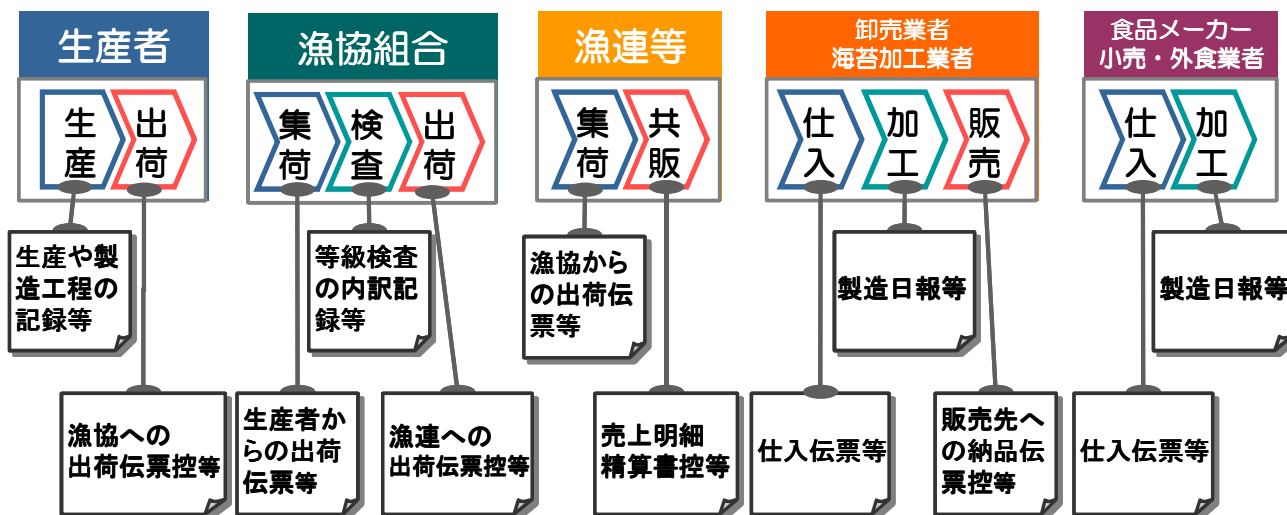 生産者
漁協組合
漁連等
卸売業者
海苔加工業者
食品メーカー
小売・外食業者
生産
出荷
集荷
検査
出荷
集荷
共販
仕入
加工
販売
仕入
加工
生産や製
造工程の
記録等
等級検査
の内訳記
録等
漁協から
の出荷伝
票等
製造日報等
製造日報等
漁協への
出荷伝票控等
生産者か
らの出荷
伝票等
漁連への
出荷伝票控等
売上明細
精算書控等
仕入伝票等
販売先へ
の納品伝
票控等
仕入伝票等